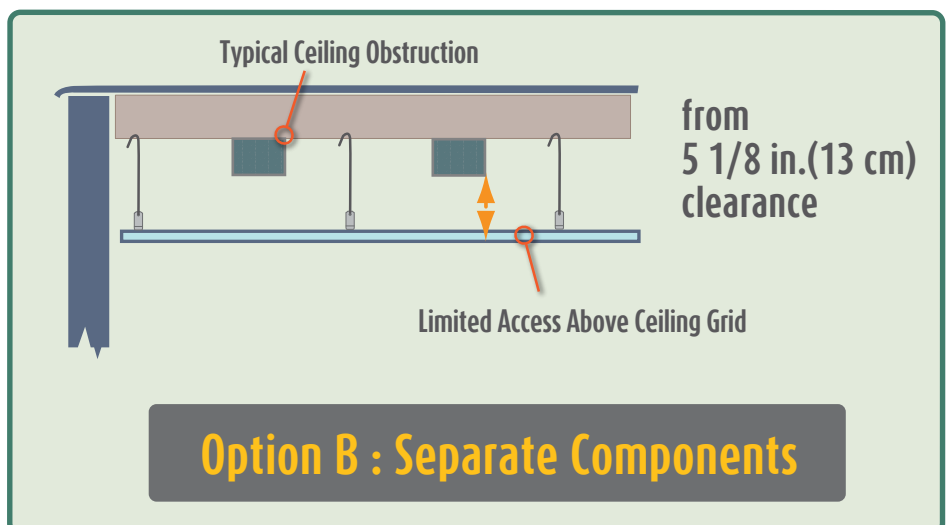 Typical Ceiling Obstruction
from
5 1/8 in.(13 cm)
clearance
Limited Access Above Ceiling Grid
Option B : Separate Components